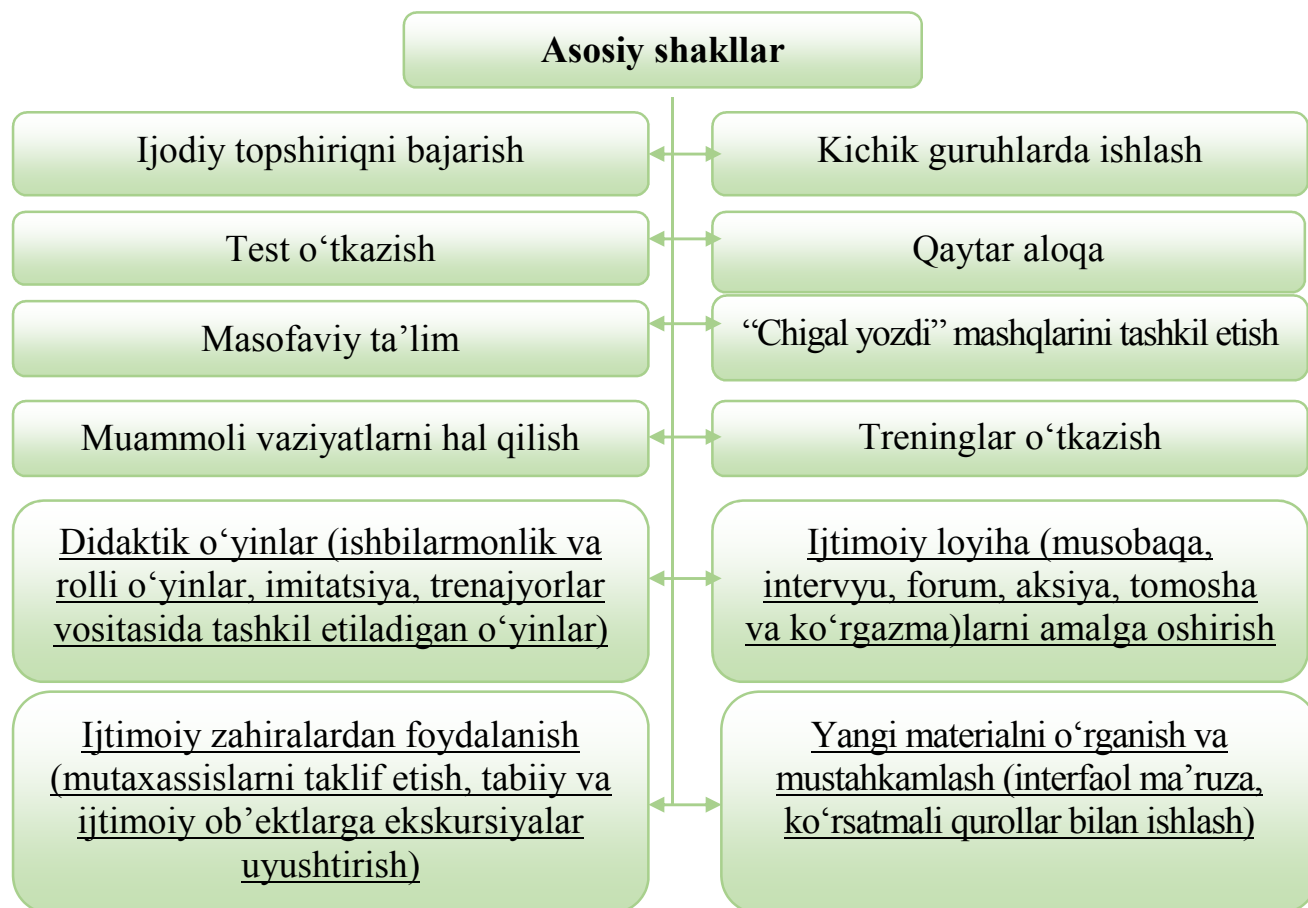 Asosiy shakllar
Ijodiy topshiriqni bajarish
Kichik guruhlarda ishlash
Test o‘tkazish
Qaytar aloqa
Masofaviy ta’lim
“Chigal yozdi” mashqlarini tashkil etish
Muammoli vaziyatlarni hal qilish
Treninglar o‘tkazish
Didaktik o‘yinlar (ishbilarmonlik va
rolli o‘yinlar, imitatsiya, trenajyorlar
vositasida tashkil etiladigan o‘yinlar)
Ijtimoiy loyiha (musobaqa,
intervyu, forum, aksiya, tomosha
va ko‘rgazma)larni amalga oshirish
Ijtimoiy zahiralardan foydalanish
(mutaxassislarni taklif etish, tabiiy va
ijtimoiy ob’ektlarga ekskursiyalar
uyushtirish)
Yangi materialni o‘rganish va
mustahkamlash (interfaol ma’ruza,
ko‘rsatmali qurollar bilan ishlash)